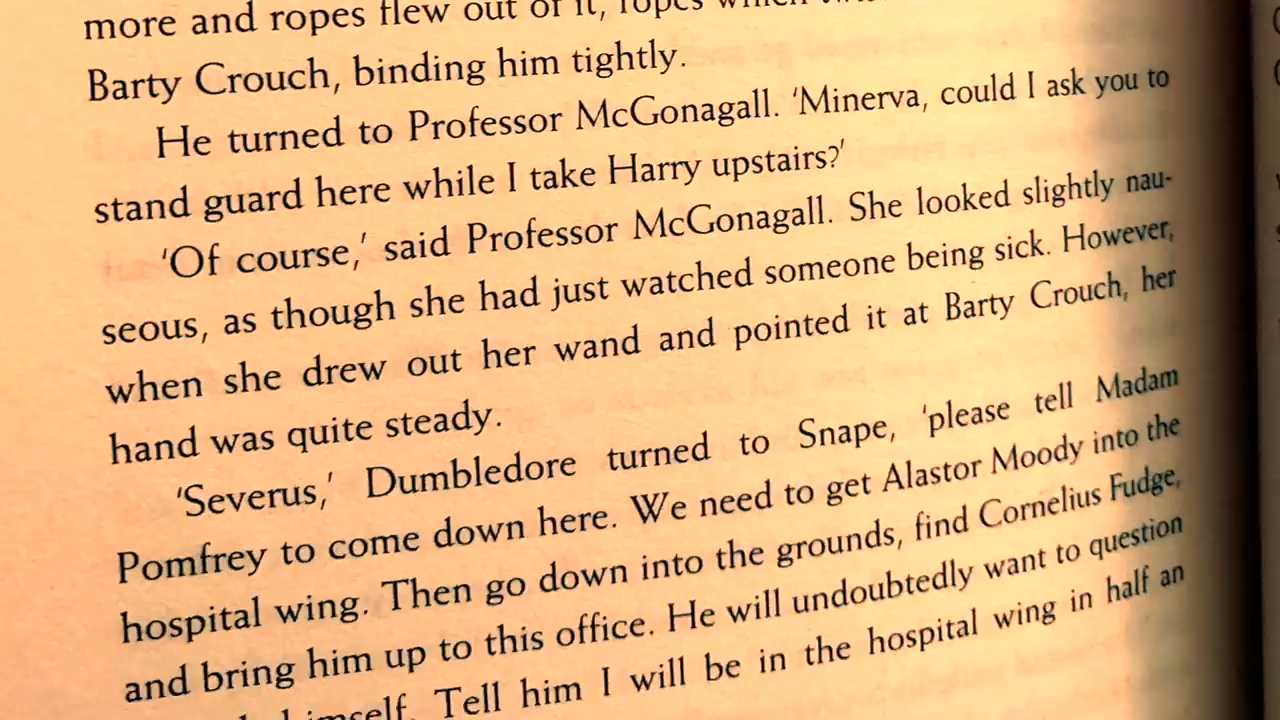 more and ropes flew out of it, ropes which
Barty Crouch, binding him tightly.
He turned to Professor McGonagall. 'Minerva, could I ask you to
stand guard here while I take Harry upstairs?'
'Of course,' said Professor McGonagall. She looked slightly nau-
seous, as though she had just watched someone being sick. However,
when she drew out her wand and pointed it at Barty Crouch, her
hand was quite steady.
'Severus,' Dumbledore turned to Snape, 'please tell Madam
Pomfrey to come down here. We need to get Alastor Moody into the
hospital wing. Then go down into the grounds, find Cornelius Fudge,
and bring him up to this office. He will undoubtedly want to question
himself. Tell him I will be in the hospital wing in half an